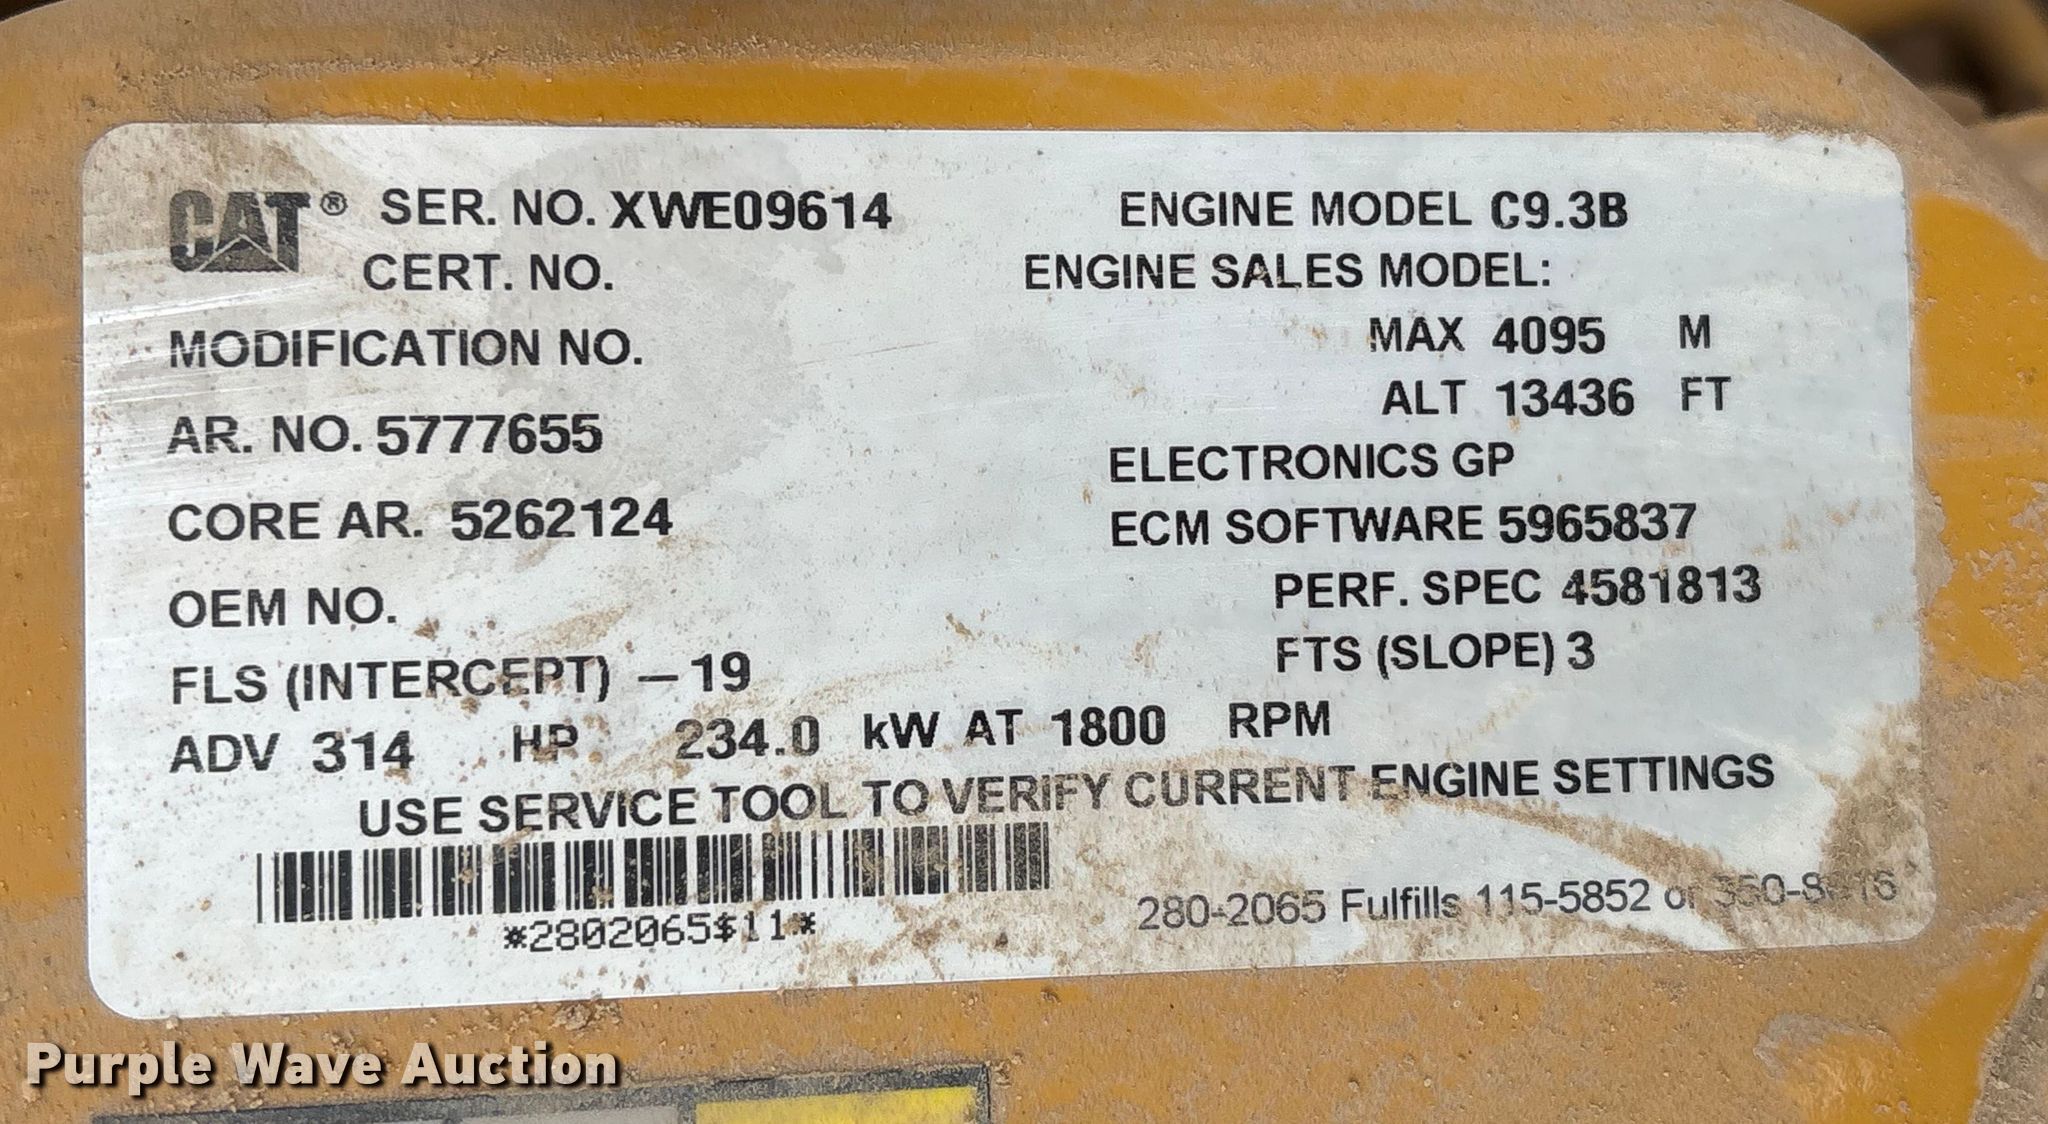 CAT® SER. NO. XWE09614 ENGINE MODEL C9.3B
CERT. NO. ENGINE SALES MODEL:
MODIFICATION NO. MAX 4095 M
ALT 13436 FT
AR. NO. 5777655 ELECTRONICS GP
CORE AR. 5262124 ECM SOFTWARE 5965837
OEM NO. PERF. SPEC 4581813
FLS (INTERCEPT) -19 FTS (SLOPE) 3
ADV 314 HP 234.0 kW AT 1800 RPM
USE SERVICE TOOL TO VERIFY CURRENT ENGINE SETTINGS
*2802065$11*
280-2065 Fulfills 115-5852 or
Purple Wave Auction